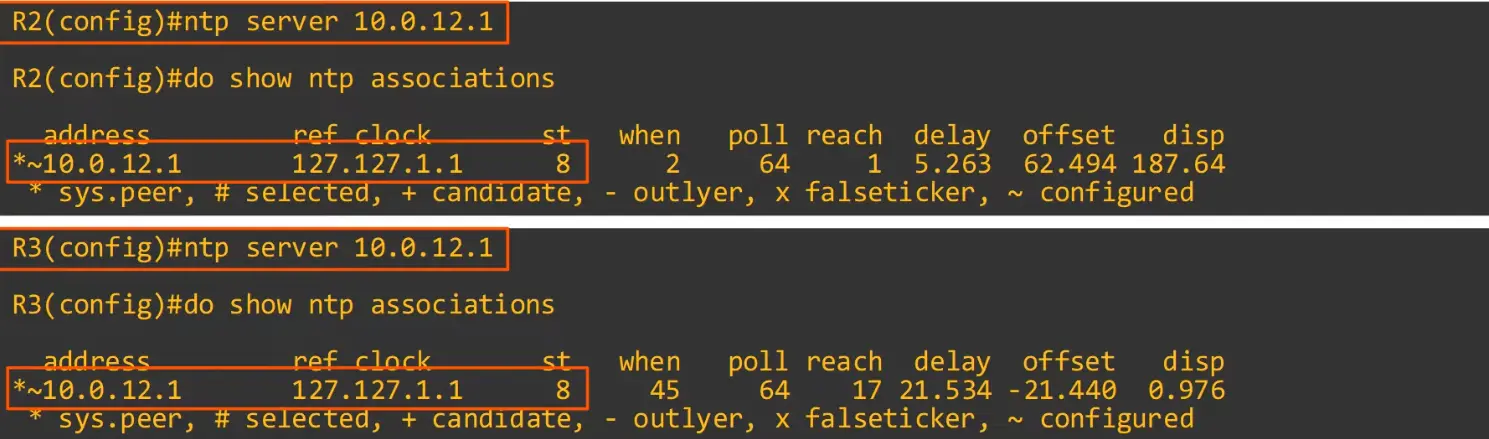 R2(config)#ntp server 10.0.12.1
R2(config)#do show ntp associations
address ref clock st when poll reach delay offset disp
*~10.0.12.1 127.127.1.1 8 2 64 1 5.263 62.494 187.64
* sys.peer, # selected, + candidate, - outlyer, x falseticker, ~ configured
R3(config)#ntp server 10.0.12.1
R3(config)#do show ntp associations
address ref clock st when poll reach delay offset disp
*~10.0.12.1 127.127.1.1 8 45 64 17 21.534 -21.440 0.976
* sys.peer, # selected, + candidate, - outlyer, x falseticker, ~ configured